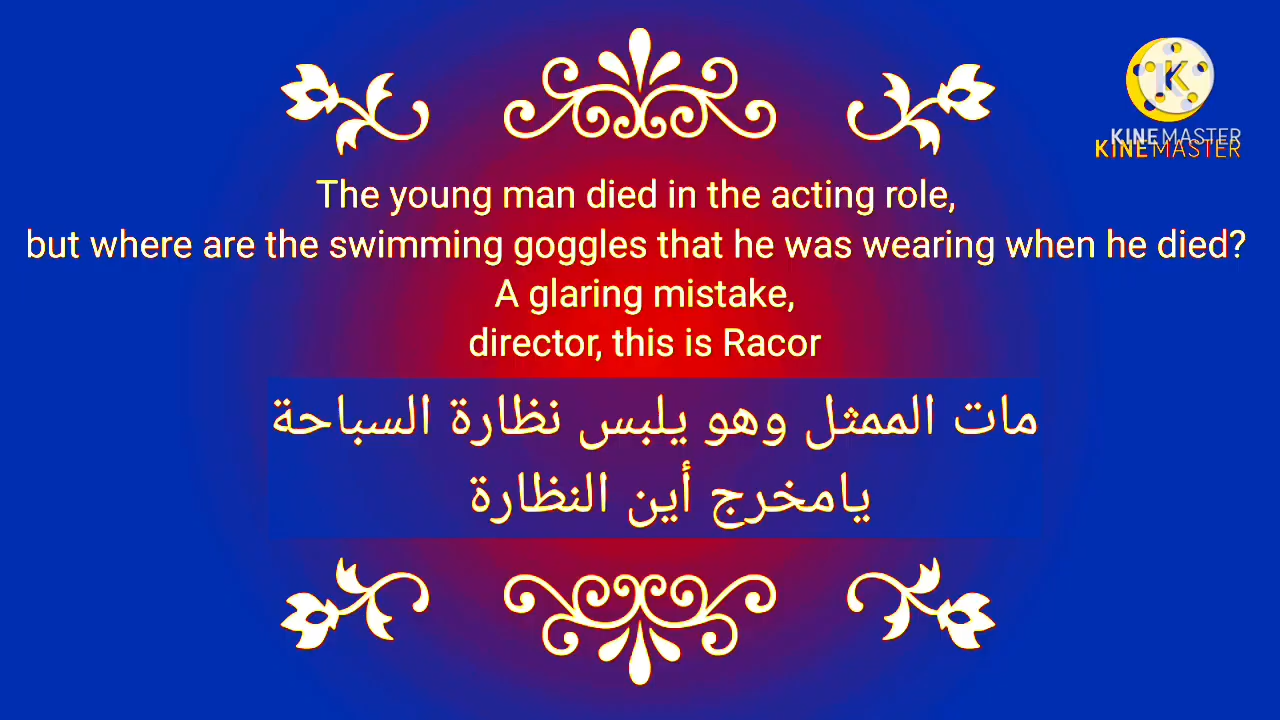 KINEMASTER
KINEMASTER
The young man died in the acting role,
but where are the swimming goggles that he was wearing when he died?
A glaring mistake,
director, this is Racor
مات الممثل وهو يلبس نظارة السباحة
يامخرج أين النظارة